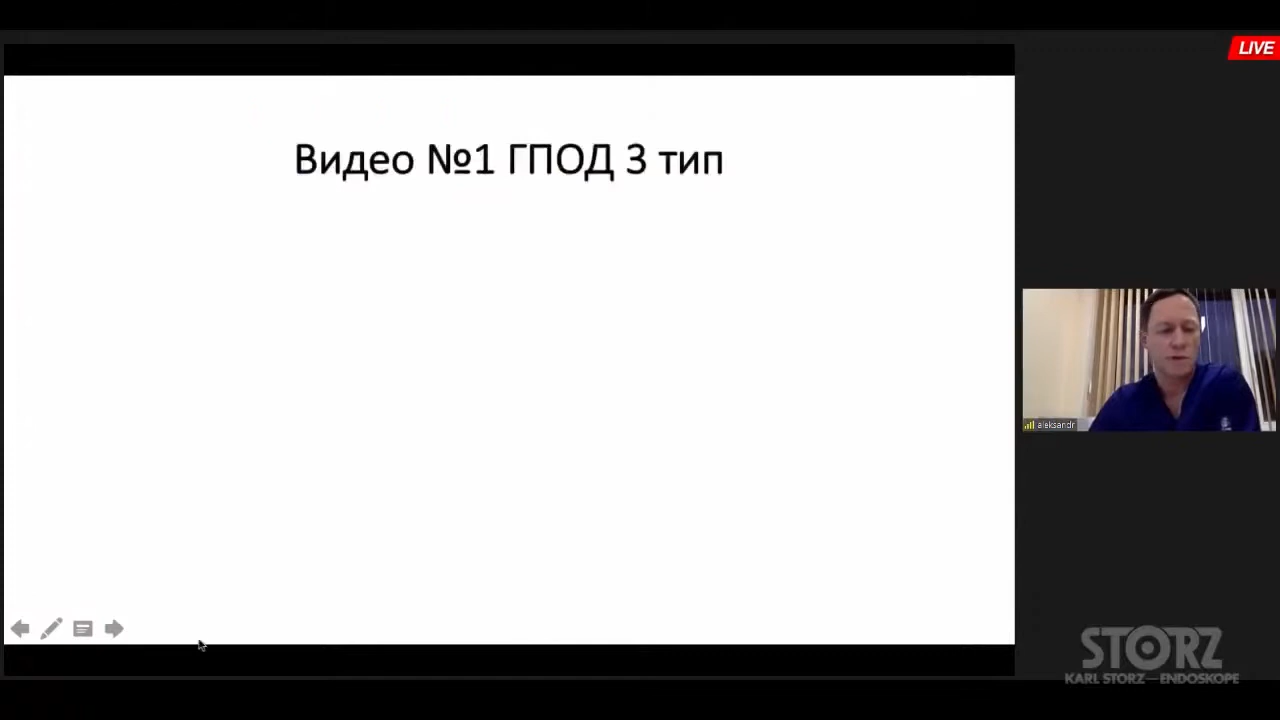 LIVE
Видео №1 ГПОД 3 тип
aleksandr
STORZ
KARL STORZ—ENDOSKOPE